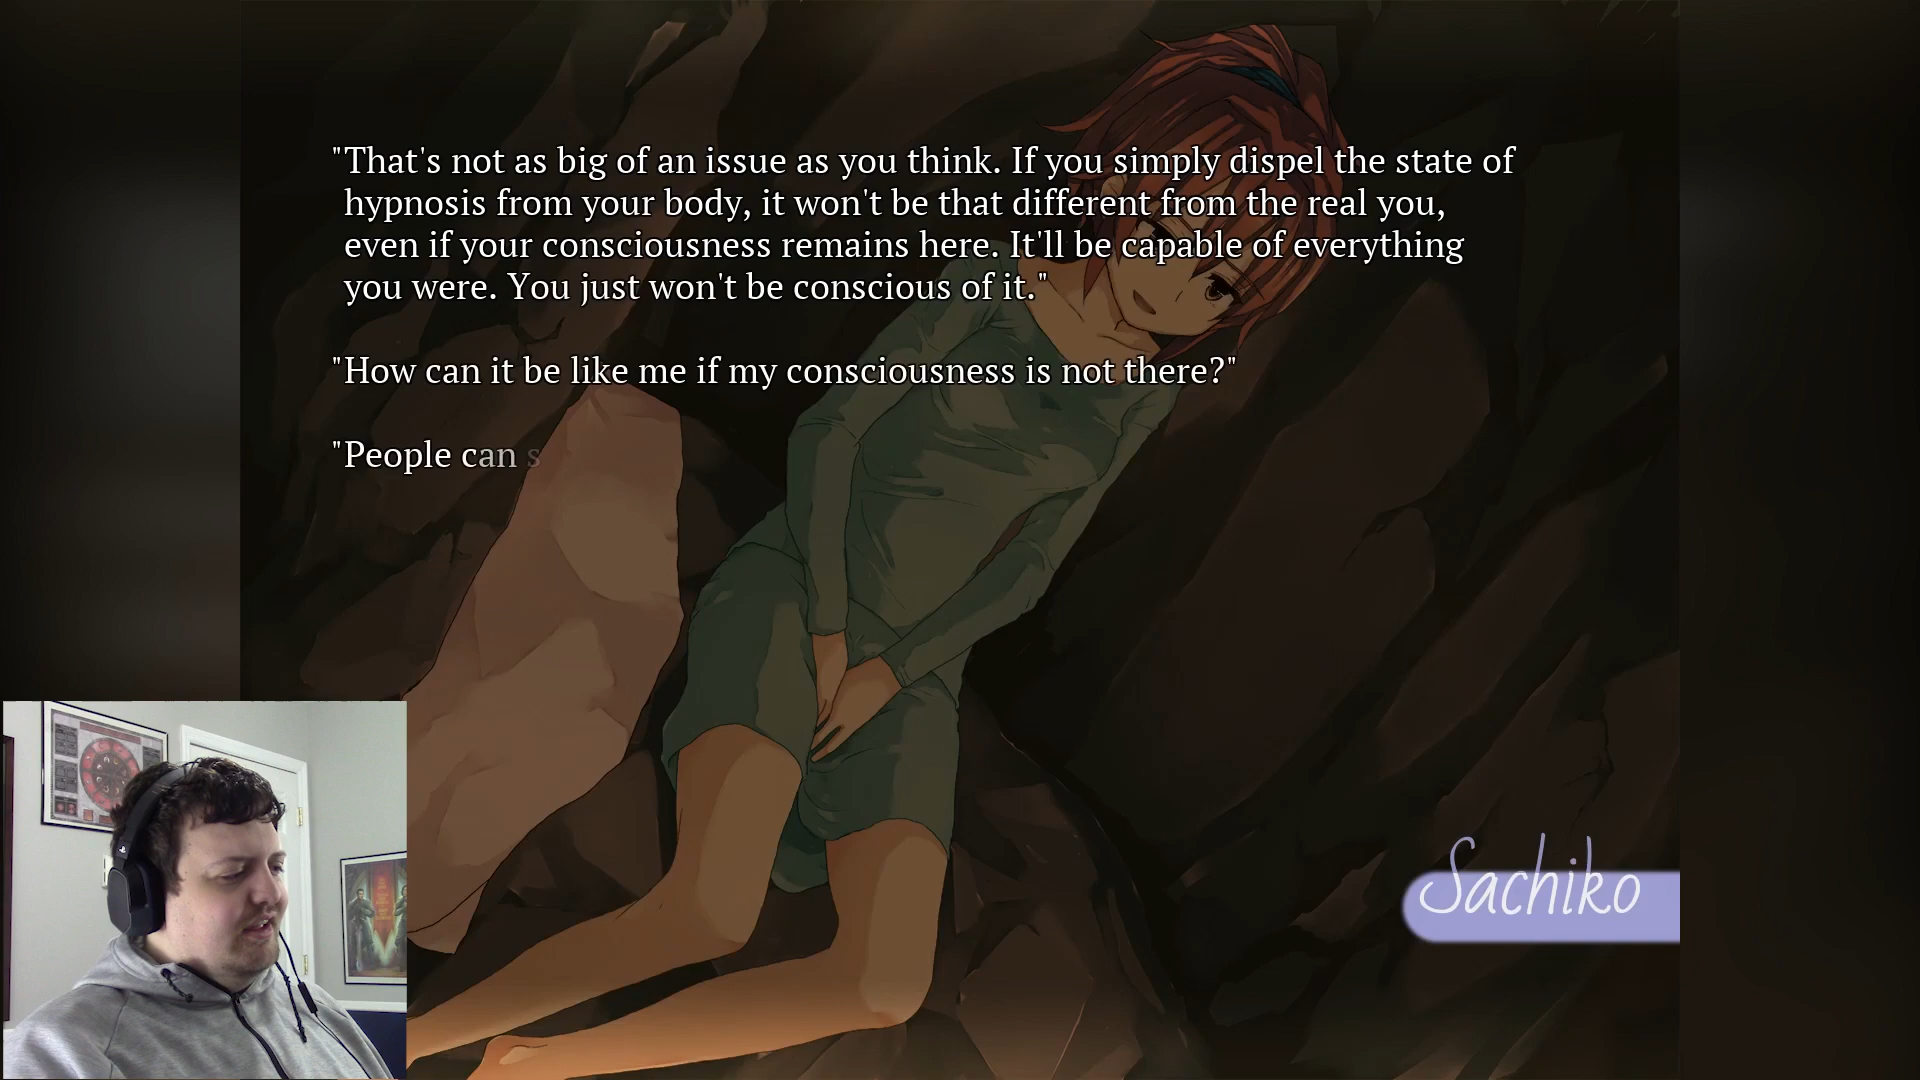 "That's not as big of an issue as you think. If you simply dispel the state of
hypnosis from your body, it won't be that different from the real you,
even if your consciousness remains here. It'll be capable of everything
you were. You just won't be conscious of it."
"How can it be like me if my consciousness is not there?"
"People can s
Sachiko